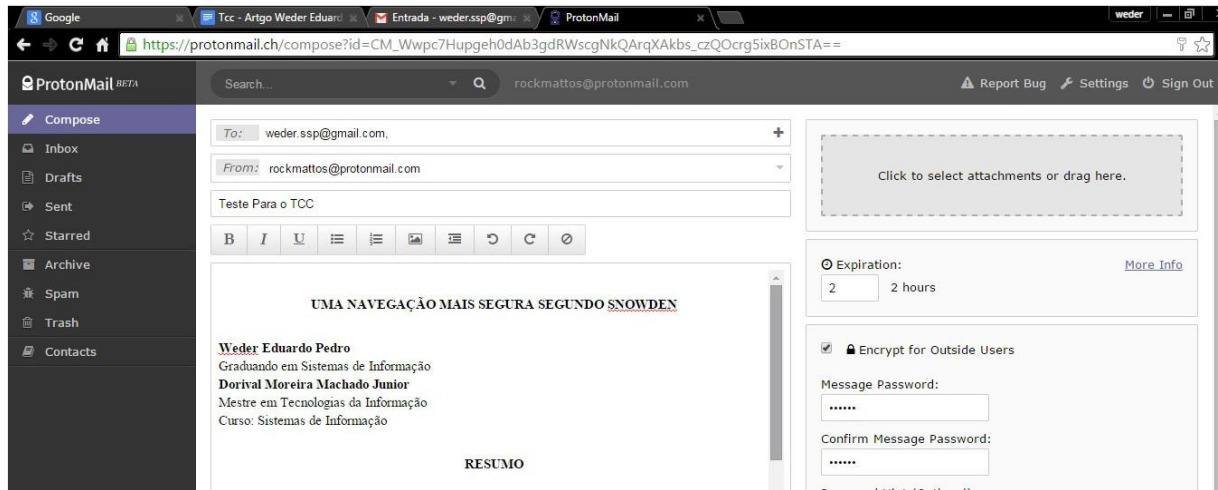 Google
Tcc - Artgo Weder Eduard
Entrada - weder.ssp@gma
ProtonMail
weder
https://protonmail.ch/compose?id=CM_Wwpc7Hupgeh0dAb3gdRWscgNkQArqXAkbs_czQOcrg5ixBOnSTA==
ProtonMail BETA
Search...
rockmattos@protonmail.com
Report Bug
Settings
Sign Out
Compose
Inbox
Drafts
Sent
Starred
Archive
Spam
Trash
Contacts
To: weder.ssp@gmail.com,
From: rockmattos@protonmail.com
Teste Para o TCC
B I U
UMA NAVEGAÇÃO MAIS SEGURA SEGUNDO SNOWDEN
Weder Eduardo Pedro
Graduando em Sistemas de Informação
Dorival Moreira Machado Junior
Mestre em Tecnologias da Informação
Curso: Sistemas de Informação
RESUMO
Click to select attachments or drag here.
Expiration:
More Info
2 2 hours
Encrypt for Outside Users
Message Password:
Confirm Message Password: